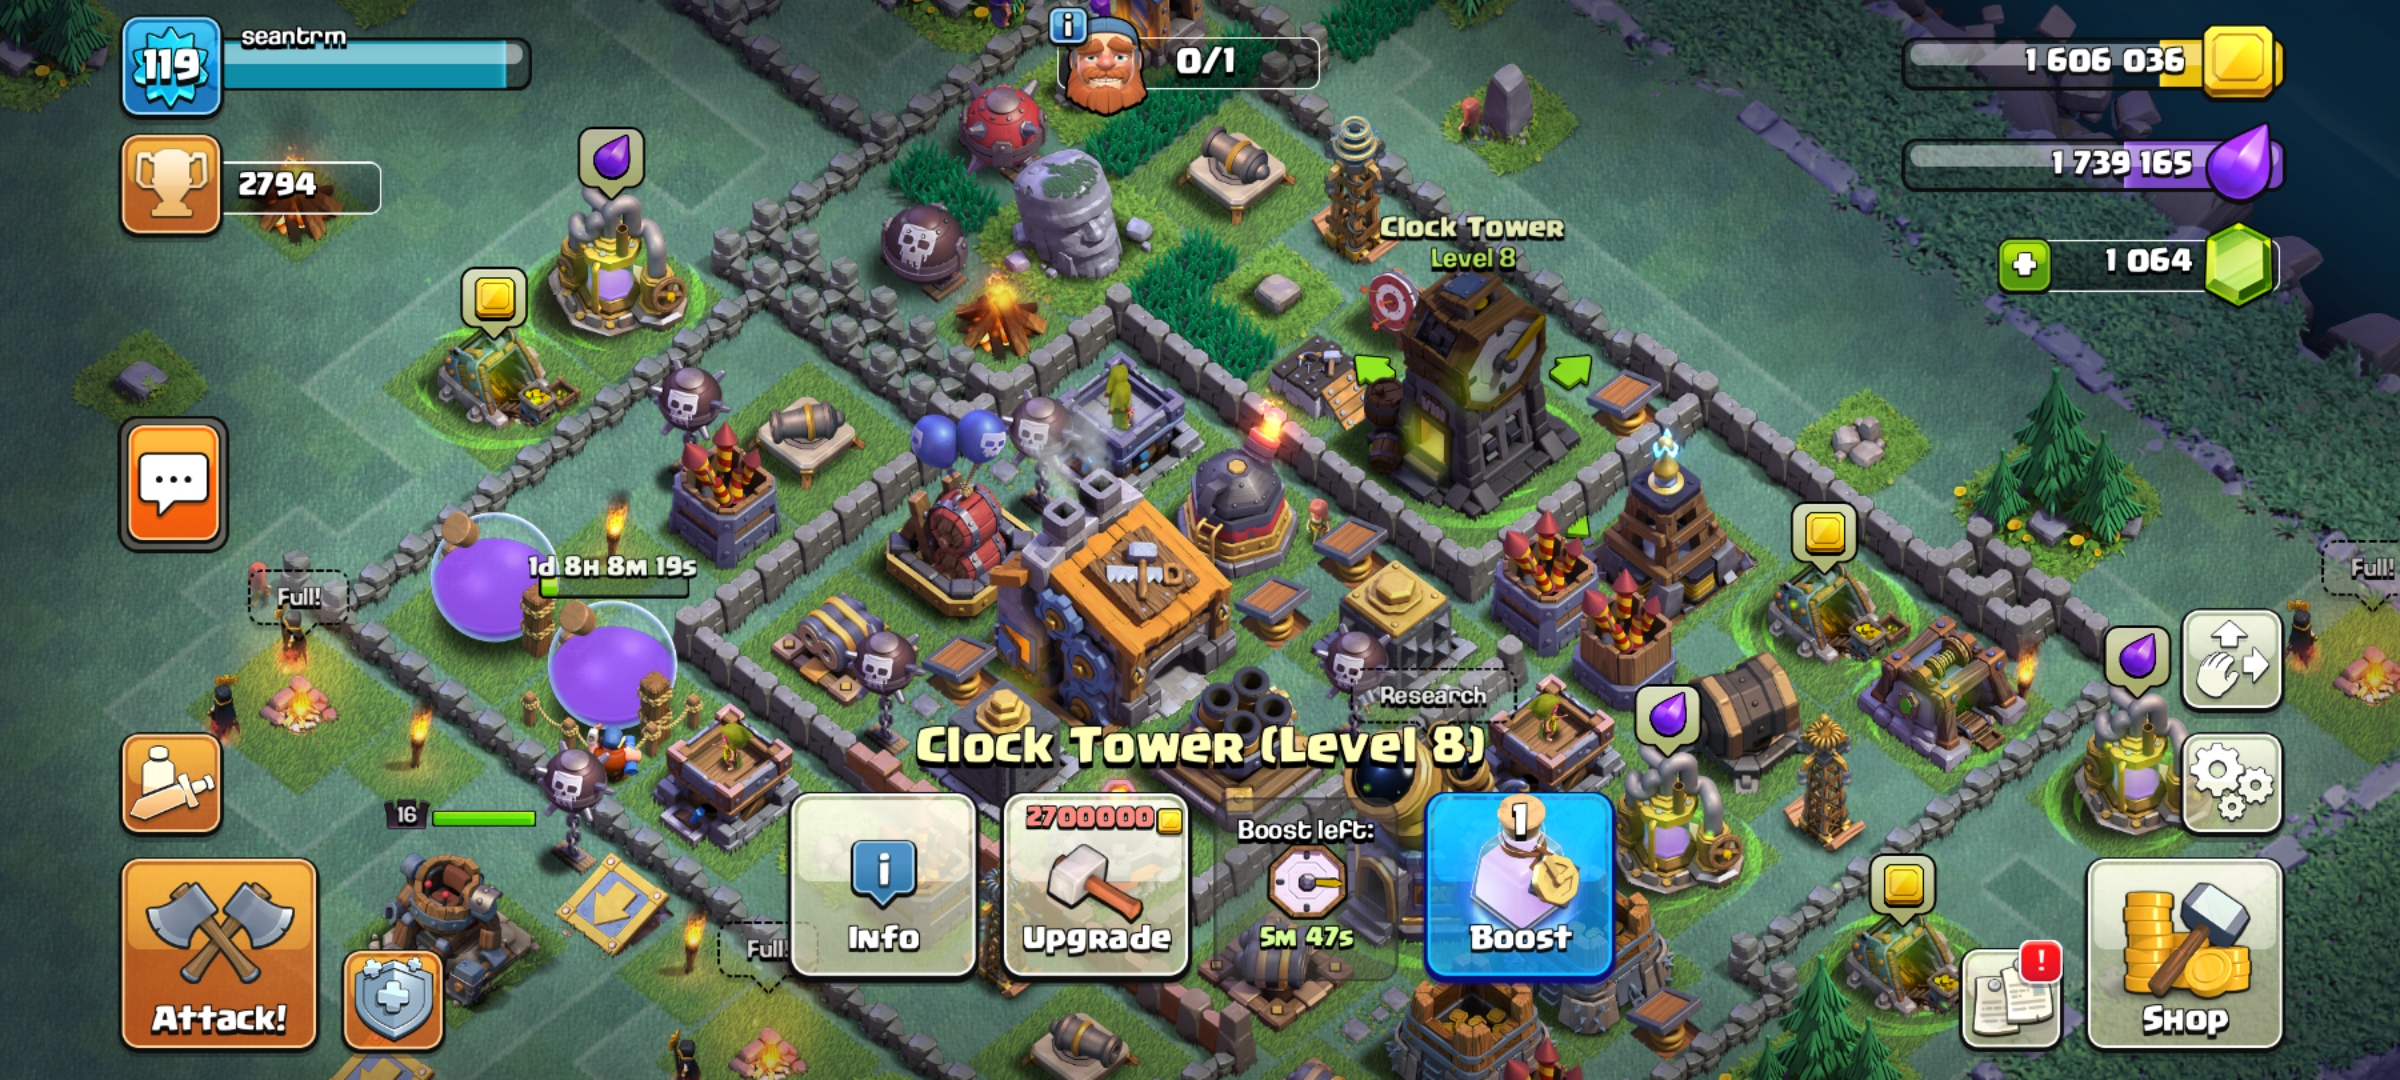 119
seantrm
0/1
1 606 036
2794
1 739 165
1 064
Clock Tower
Level 8
1d 8h 8m 19s
Full!
Full!
Research
Clock Tower (Level 8)
16
Info
2700000
Upgrade
Boost left:
5m 47s
1
Boost
Full!
Attack!
!
Shop